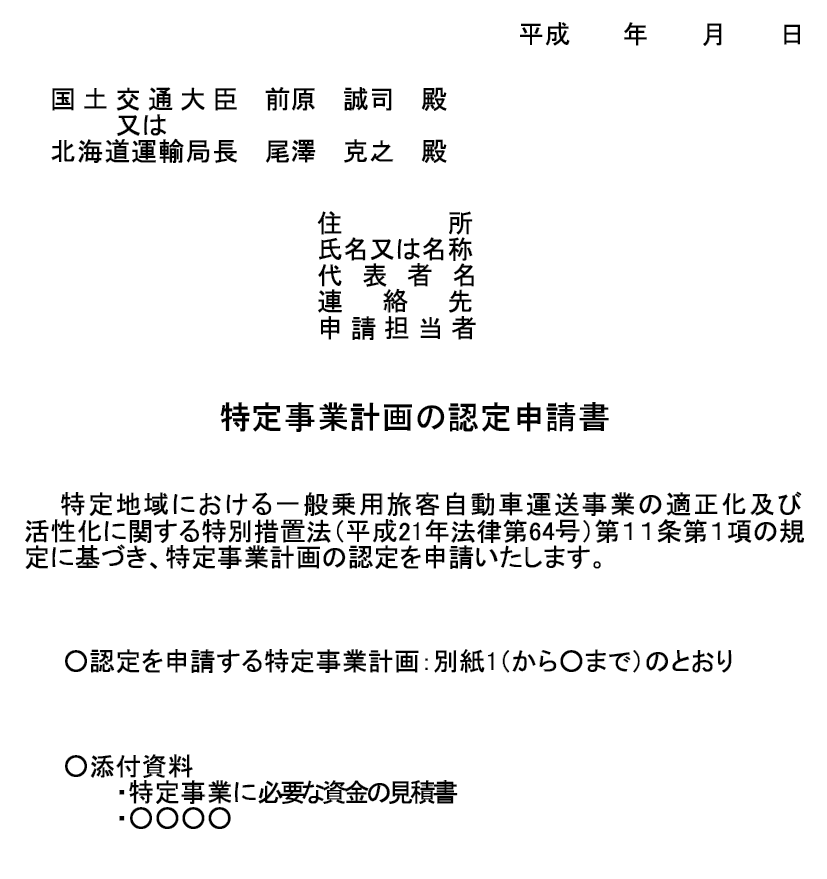 平成　　年　　月　　日
国土交通大臣　前原　誠司　殿
又は
北海道運輸局長　尾澤　克之　殿
住　　　　所
氏名又は名称
代　表　者　名
連　　絡　　先
申請担当者
特定事業計画の認定申請書
特定地域における一般乗用旅客自動車運送事業の適正化及び
活性化に関する特別措置法（平成21年法律第64号）第１１条第１項の規
定に基づき、特定事業計画の認定を申請いたします。
〇認定を申請する特定事業計画：別紙1（から〇まで）のとおり
〇添付資料
・特定事業に必要な資金の見積書
・〇〇〇〇